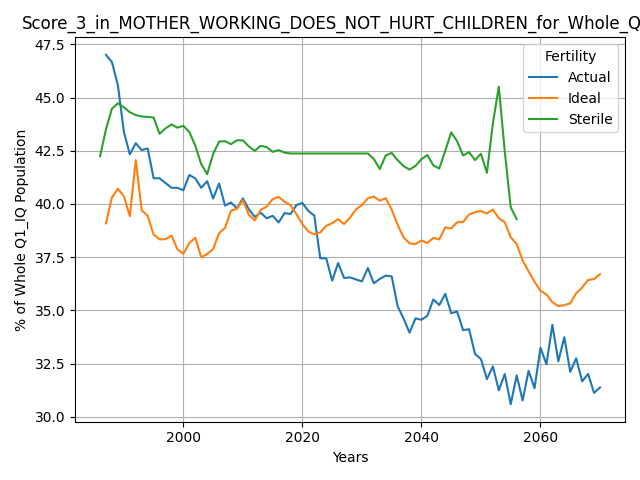 Score_3_in_MOTHER_WORKING_DOES_NOT_HURT_CHILDREN_for_Whole_Q
47.5
45.0
42.5
40.0
37.5
35.0
32.5
30.0
% of Whole Q1_IQ Population
Fertility
Actual
Ideal
Sterile
2000
2020
2040
2060
Years